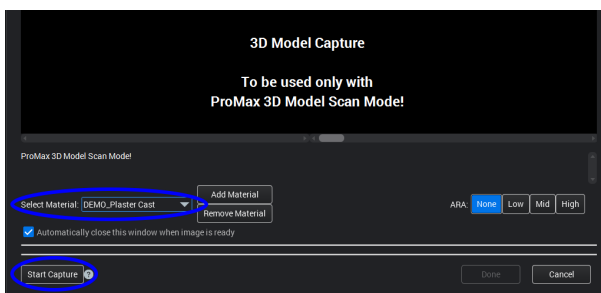 3D Model Capture
To be used only with
ProMax 3D Model Scan Mode!
ProMax 3D Model Scan Mode!
Add Material
Select Material: DEMO_Plaster Cast
ARA: None Low Mid High
Remove Material
Automatically close this window when image is ready
Start Capture ? Done Cancel